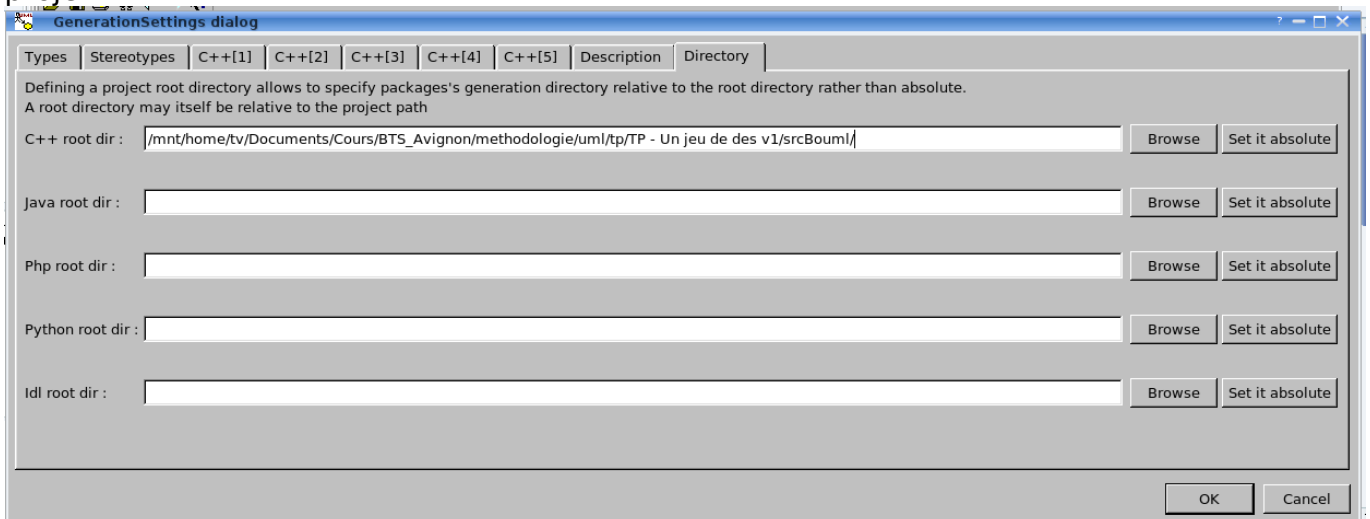 GenerationSettings dialog
Types Stereotypes C++[1] C++[2] C++[3] C++[4] C++[5] Description Directory
Defining a project root directory allows to specify packages's generation directory relative to the root directory rather than absolute.
A root directory may itself be relative to the project path
C++ root dir : /mnt/home/tv/Documents/Cours/BTS_Avignon/methodologie/uml/tp/TP - Un jeu de des v1/srcBouml/ Browse Set it absolute
Java root dir : Browse Set it absolute
Php root dir : Browse Set it absolute
Python root dir : Browse Set it absolute
Idl root dir : Browse Set it absolute
OK Cancel